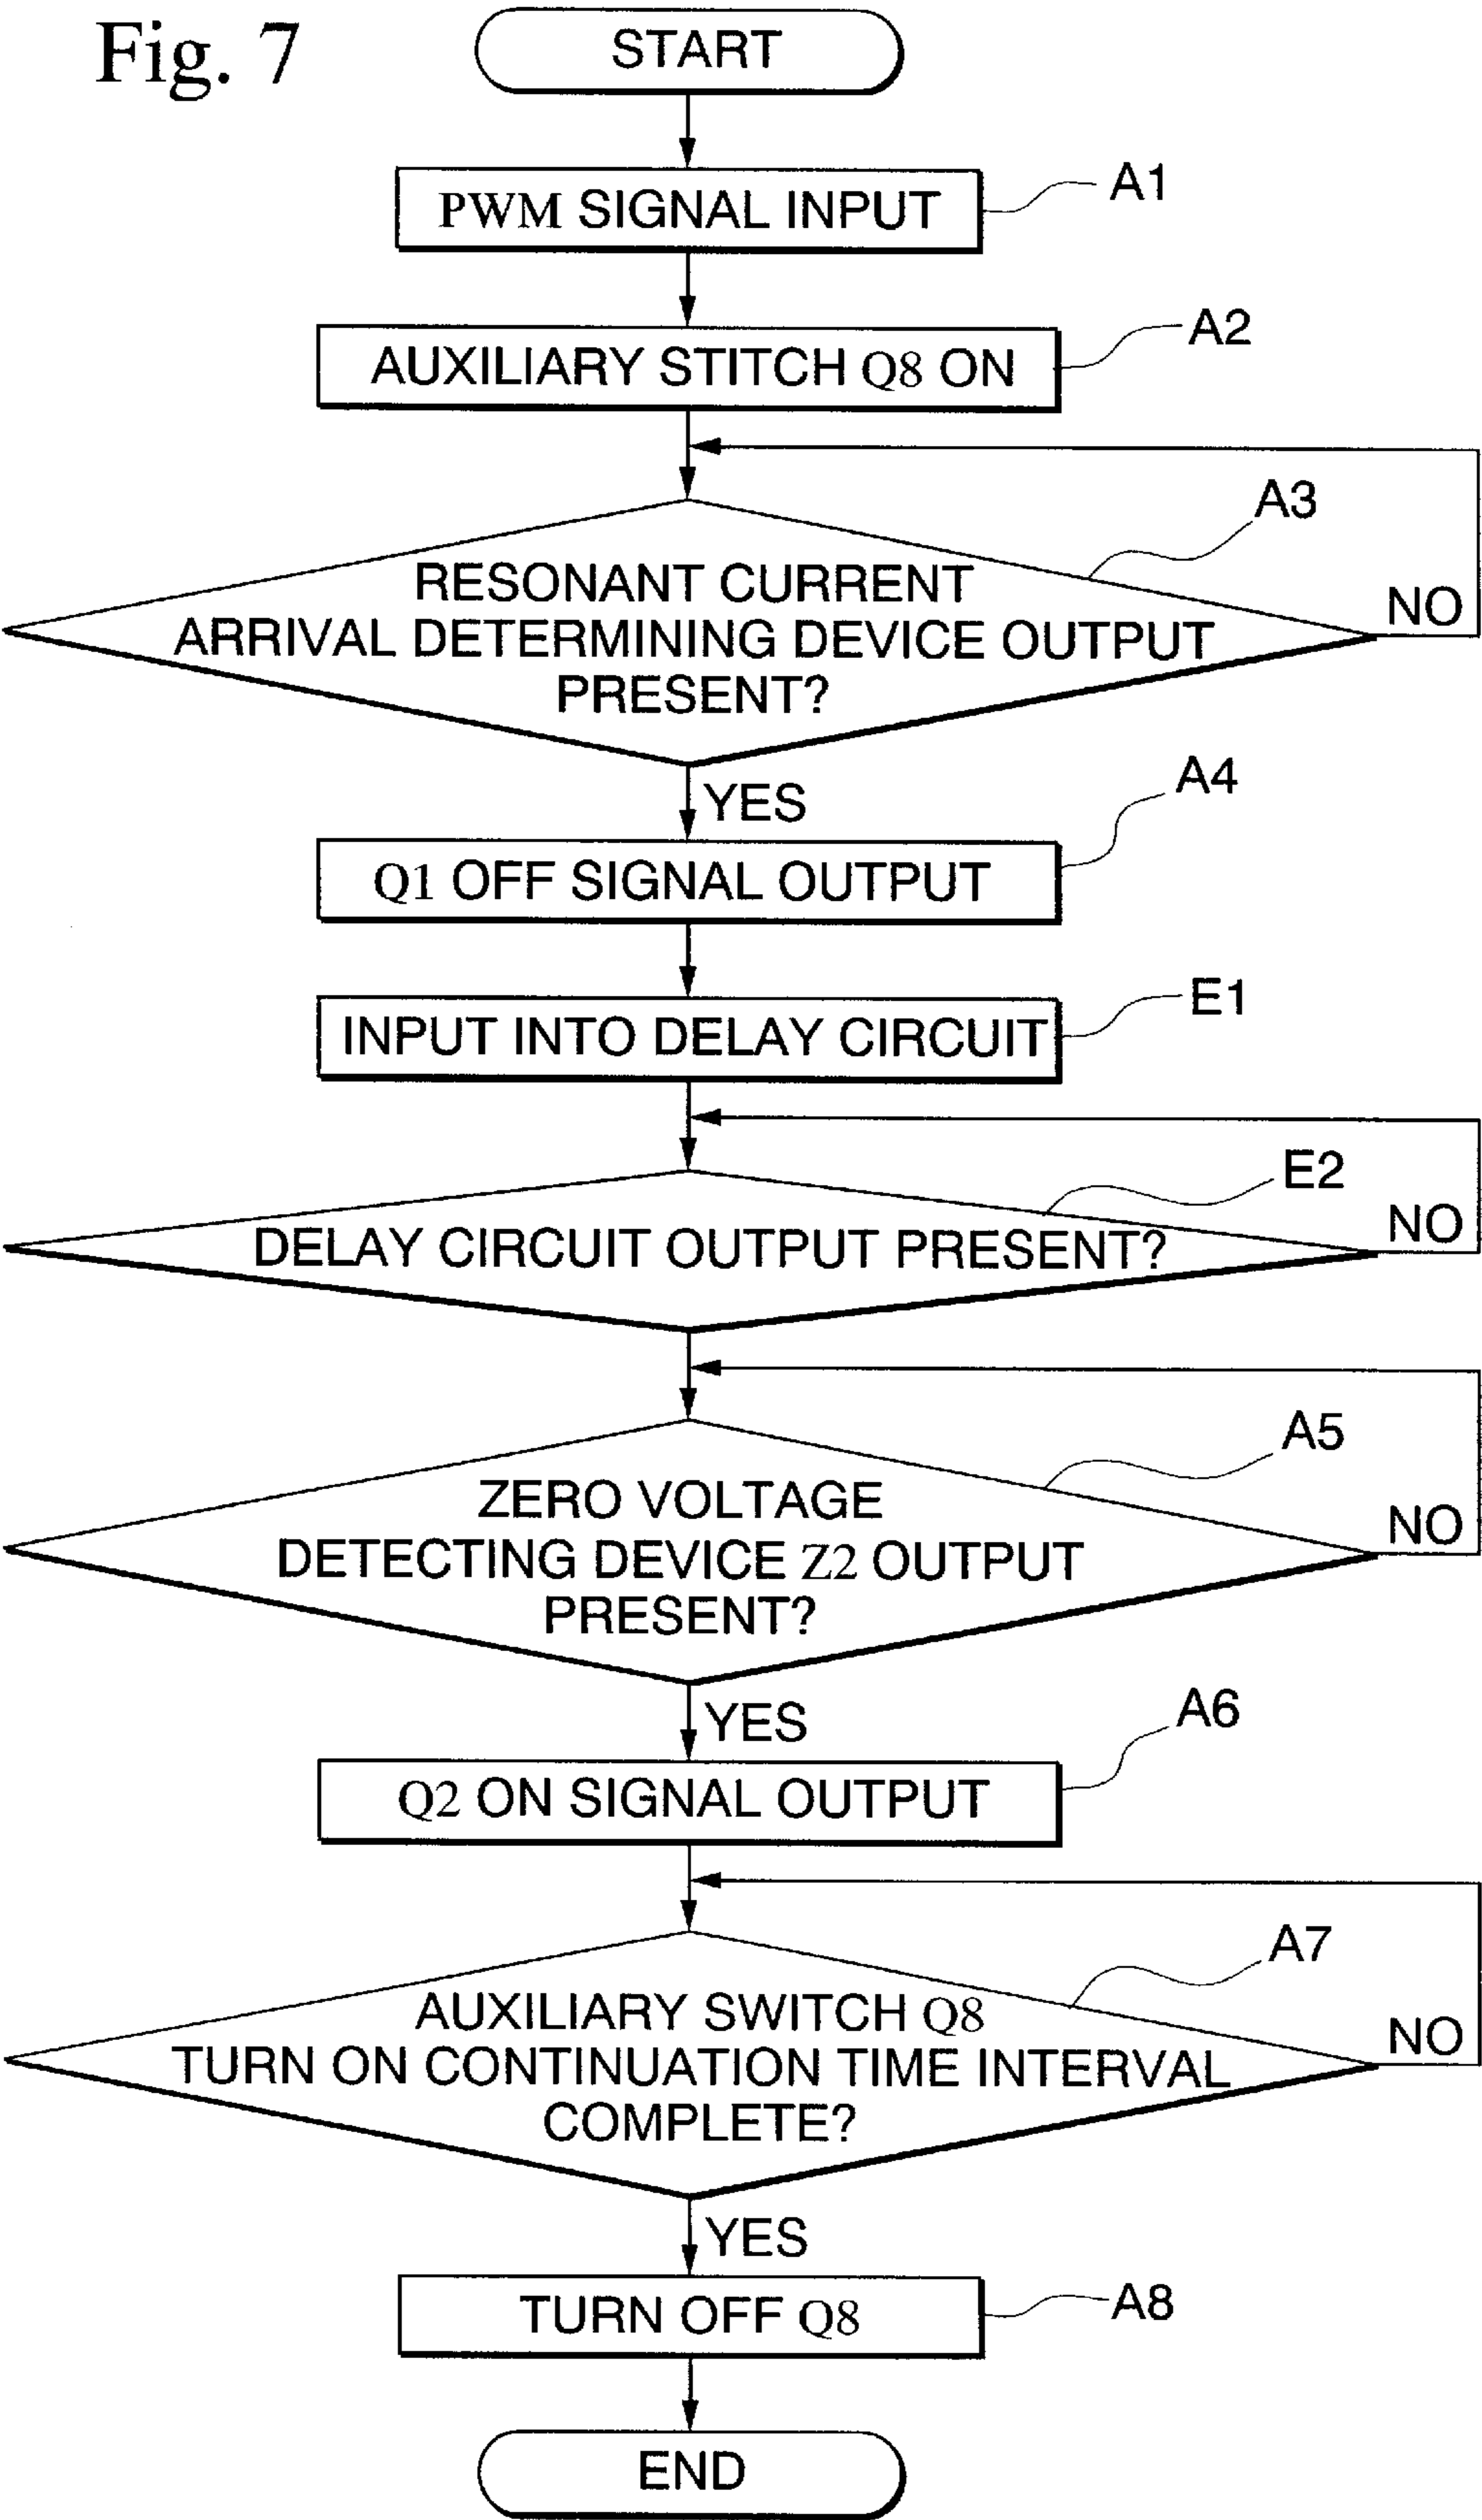 Fig. 7
START
PWM SIGNAL INPUT
A1
AUXILIARY STITCH Q8 ON
A2
A3
RESONANT CURRENT
ARRIVAL DETERMINING DEVICE OUTPUT
PRESENT?
NO
YES
A4
Q1 OFF SIGNAL OUTPUT
INPUT INTO DELAY CIRCUIT
E1
E2
DELAY CIRCUIT OUTPUT PRESENT?
NO
A5
ZERO VOLTAGE
DETECTING DEVICE Z2 OUTPUT
PRESENT?
NO
YES
A6
Q2 ON SIGNAL OUTPUT
A7
AUXILIARY SWITCH Q8
TURN ON CONTINUATION TIME INTERVAL
COMPLETE?
NO
YES
TURN OFF Q8
A8
END